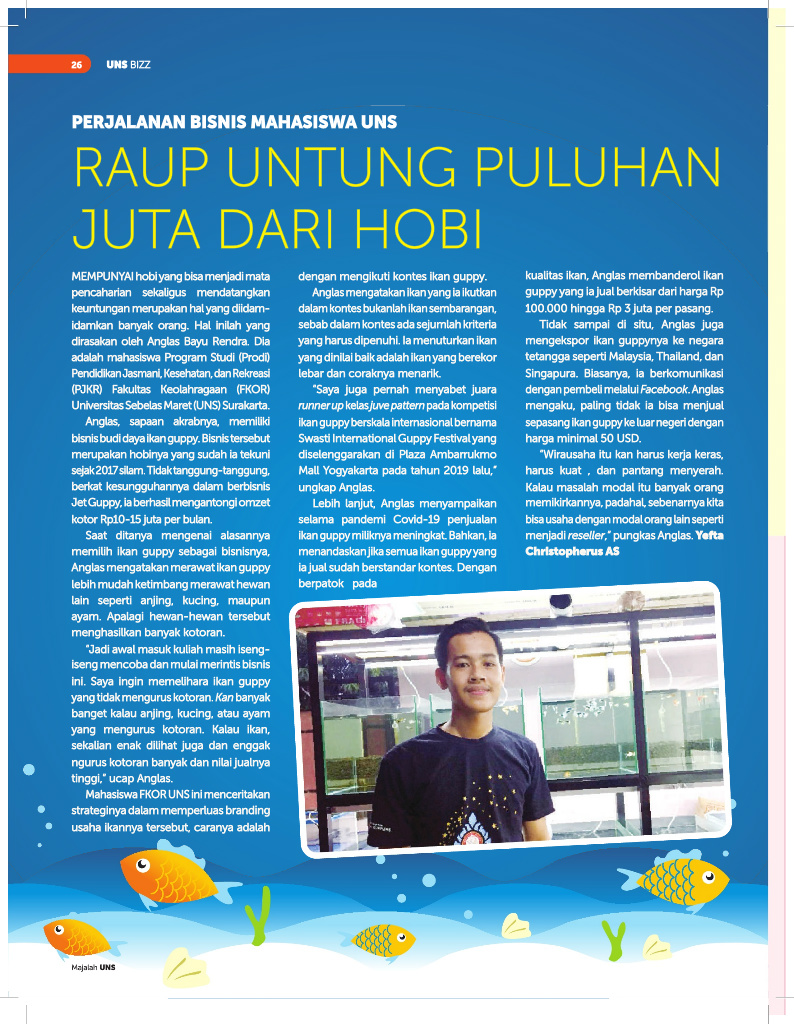 26 UNS BIZZ
PERJALANAN BISNIS MAHASISWA UNS
RAUP UNTUNG PULUHAN
JUTA DARI HOBI
MEMPUNYAI hobi yang bisa menjadi mata
pencaharian sekaligus mendatangkan
keuntungan merupakan hal yang diidam-
idamkan banyak orang. Hal inilah yang
dirasakan oleh Anglas Bayu Rendra. Dia
adalah mahasiswa Program Studi (Prodi)
Pendidikan Jasmani, Kesehatan, dan Rekreasi
(PJKR) Fakultas Keolahragaan (FKOR)
Universitas Sebelas Maret (UNS) Surakarta.
Anglas, sapaan akrabnya, memiliki
bisnis budi daya ikan guppy. Bisnis tersebut
merupakan hobinya yang sudah ia tekuni
sejak 2017 silam. Tidak tanggung-tanggung,
berkat kesungguhannya dalam berbisnis
Jet Guppy, ia berhasil mengantongi omzet
kotor Rp10-15 juta per bulan.
Saat ditanya mengenai alasannya
memilih ikan guppy sebagai bisnisnya,
Anglas mengatakan merawat ikan guppy
lebih mudah ketimbang merawat hewan
lain seperti anjing, kucing, maupun
ayam. Apalagi hewan-hewan tersebut
menghasilkan banyak kotoran.
"Jadi awal masuk kuliah masih iseng-
iseng mencoba dan mulai merintis bisnis
ini. Saya ingin memelihara ikan guppy
yang tidak mengurus kotoran. Kan banyak
banget kalau anjing, kucing, atau ayam
yang mengurus kotoran. Kalau ikan,
sekalian enak dilihat juga dan enggak
ngurus kotoran banyak dan nilai jualnya
tinggi," ucap Anglas.
Mahasiswa FKOR UNS ini menceritakan
strateginya dalam memperluas branding
usaha ikannya tersebut, caranya adalah
dengan mengikuti kontes ikan guppy.
Anglas mengatakan ikan yang ia ikutkan
dalam kontes bukanlah ikan sembarangan,
sebab dalam kontes ada sejumlah kriteria
yang harus dipenuhi. Ia menuturkan ikan
yang dinilai baik adalah ikan yang berekor
lebar dan coraknya menarik.
"Saya juga pernah menyabet juara
runner up kelas juve pattern pada kompetisi
ikan guppy berskala internasional bernama
Swasti International Guppy Festival yang
diselenggarakan di Plaza Ambarrukmo
Mall Yogyakarta pada tahun 2019 lalu,"
ungkap Anglas.
Lebih lanjut, Anglas menyampaikan
selama pandemi Covid-19 penjualan
ikan guppy miliknya meningkat. Bahkan, ia
menandaskan jika semua ikan guppy yang
ia jual sudah berstandar kontes. Dengan
berpatok pada
kualitas ikan, Anglas membanderol ikan
guppy yang ia jual berkisar dari harga Rp
100.000 hingga Rp 3 juta per pasang.
Tidak sampai di situ, Anglas juga
mengekspor ikan guppynya ke negara
tetangga seperti Malaysia, Thailand, dan
Singapura. Biasanya, ia berkomunikasi
dengan pembeli melalui Facebook. Anglas
mengaku, paling tidak ia bisa menjual
sepasang ikan guppy ke luar negeri dengan
harga minimal 50 USD.
"Wirausaha itu kan harus kerja keras,
harus kuat , dan pantang menyerah.
Kalau masalah modal itu banyak orang
memikirkannya, padahal, sebenarnya kita
bisa usaha dengan modal orang lain seperti
menjadi reseller," pungkas Anglas. Yefta
Christopherus AS
Majalah UNS